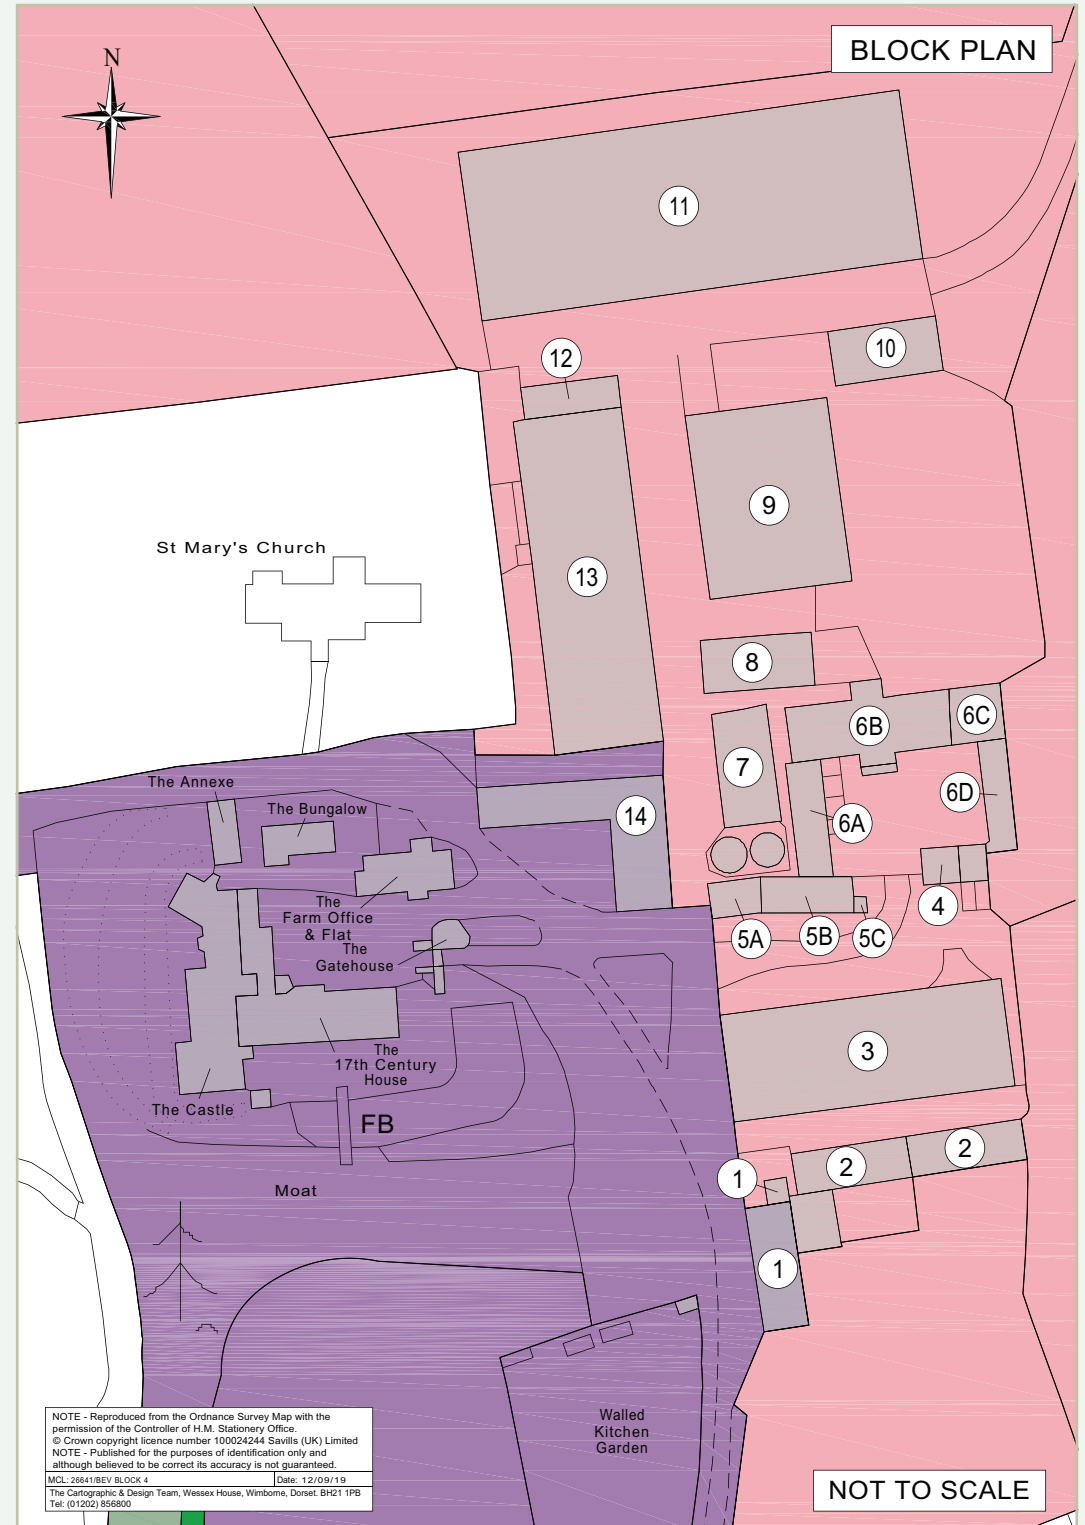 BLOCK PLAN
N
11
10
12
9
St Mary's Church
13
8
6C
6B
7
The Annexe
6D
The Bungalow
14
6A
The
Farm Office
& Flat
4
5A
5B
5C
The
Gatehouse
3
The
17th Century
House
The Castle
FB
2
2
1
Moat
1
Walled
Kitchen
Garden
NOTE - Reproduced from the Ordnance Survey Map with the
permission of the Controller of H.M. Stationery Office.
© Crown copyright licence number 100024244 Savills (UK) Limited
NOTE - Published for the purposes of identification only and
although believed to be correct its accuracy is not guaranteed.
MCL: 26641/BEV BLOCK 4
Date: 12/09/19
The Cartographic & Design Team, Wessex House, Wimborne, Dorset. BH21 1PB
Tel: (01202) 856800
NOT TO SCALE